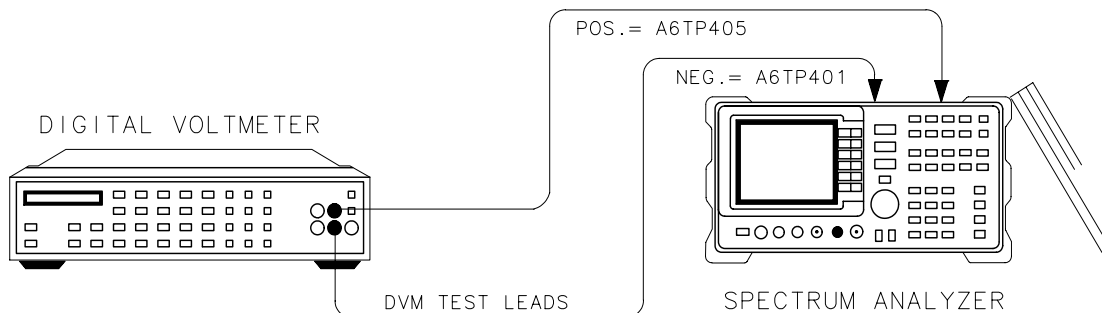 POS.= A6TP405
NEG.= A6TP401
DIGITAL VOLTMETER
DVM TEST LEADS
SPECTRUM ANALYZER